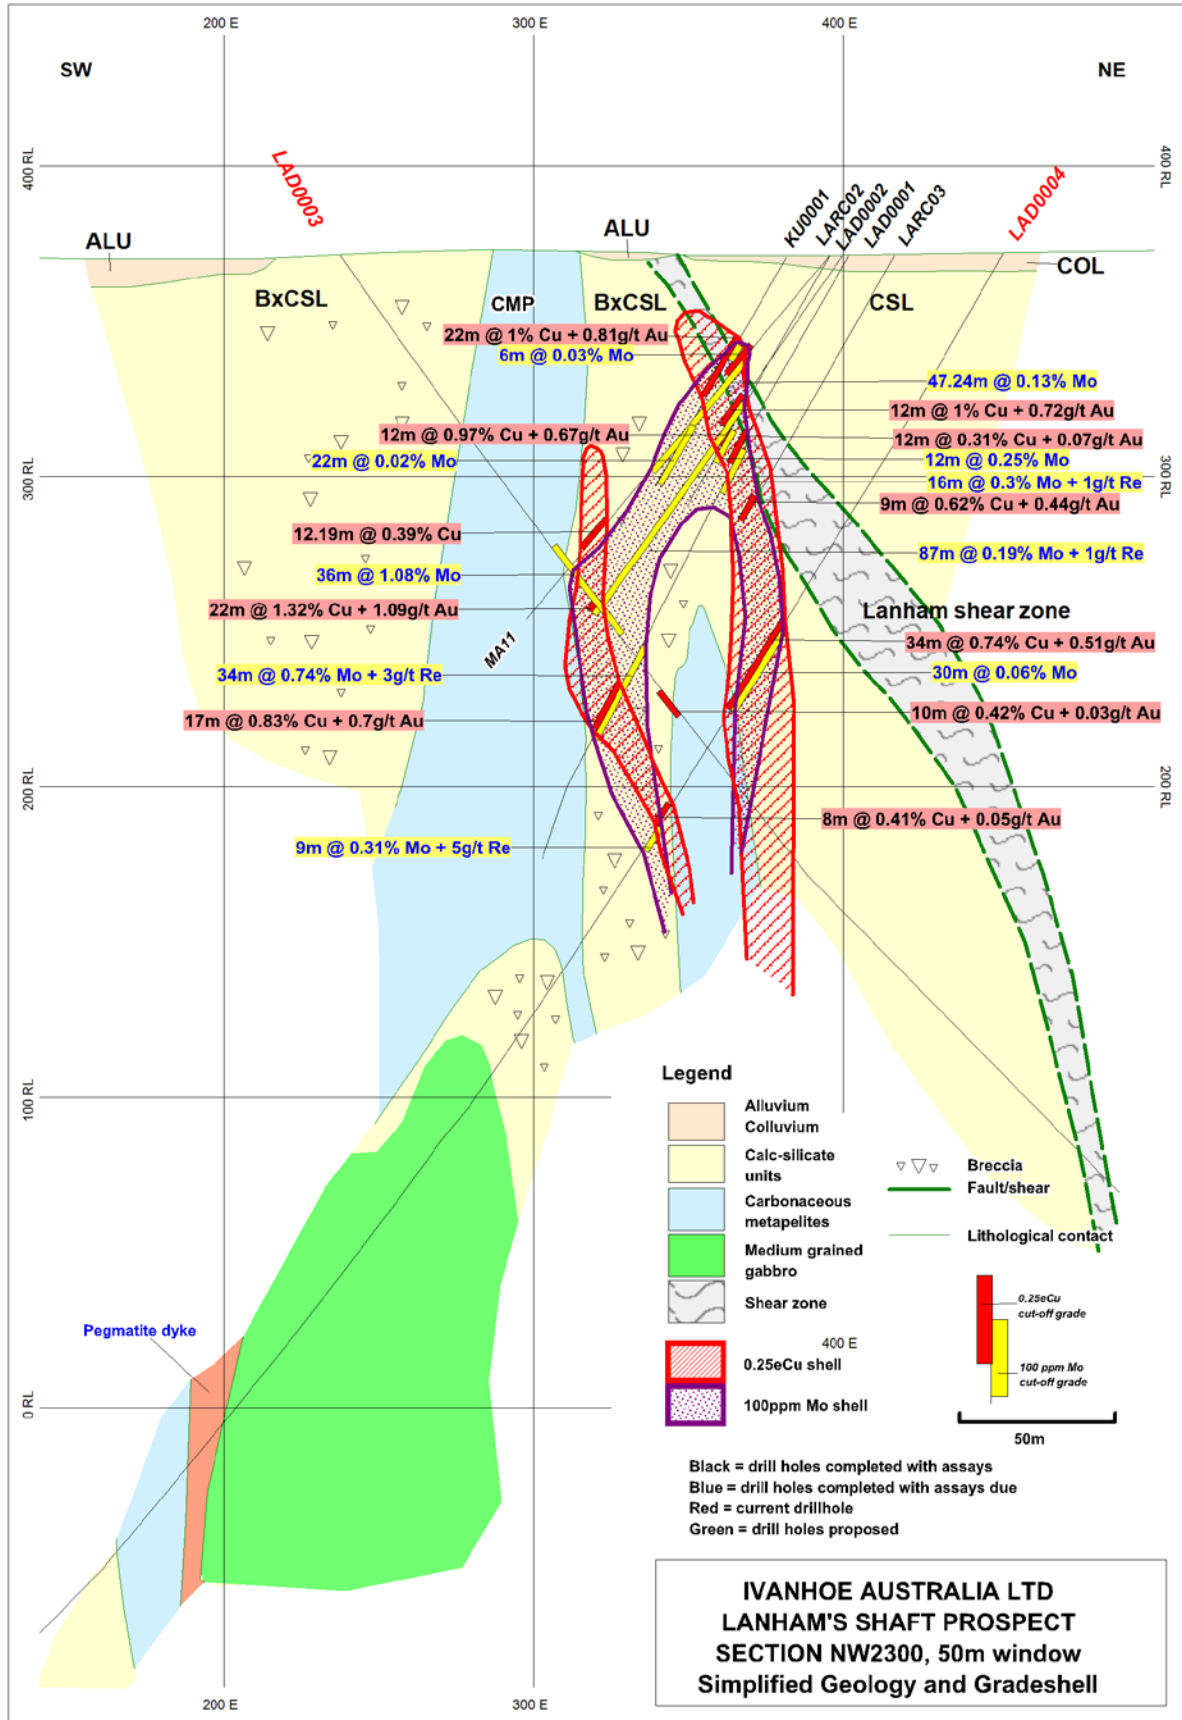 200 E
300 E
400 E
SW
NE
400 RL
400 RL
LAD0003
KU0001
LARC02
LAD0002
LAD0001
LARC03
LAD0004
ALU
ALU
COL
BxCSL
CMP
BxCSL
CSL
22m @ 1% Cu + 0.81g/t Au
6m @ 0.03% Mo
47.24m @ 0.13% Mo
12m @ 1% Cu + 0.72g/t Au
12m @ 0.97% Cu + 0.67g/t Au
12m @ 0.31% Cu + 0.07g/t Au
22m @ 0.02% Mo
12m @ 0.25% Mo
300 RL
300 RL
16m @ 0.3% Mo + 1g/t Re
9m @ 0.62% Cu + 0.44g/t Au
12.19m @ 0.39% Cu
87m @ 0.19% Mo + 1g/t Re
36m @ 1.08% Mo
22m @ 1.32% Cu + 1.09g/t Au
Lanham shear zone
MA11
34m @ 0.74% Cu + 0.51g/t Au
34m @ 0.74% Mo + 3g/t Re
30m @ 0.06% Mo
10m @ 0.42% Cu + 0.03g/t Au
17m @ 0.83% Cu + 0.7g/t Au
200 RL
200 RL
8m @ 0.41% Cu + 0.05g/t Au
9m @ 0.31% Mo + 5g/t Re
100 RL
Legend
Alluvium
Colluvium
Calc-silicate
units
Carbonaceous
metapelites
Medium grained
gabbro
Shear zone
0.25eCu shell
100ppm Mo shell
Breccia
Fault/shear
Lithological contact
0.25eCu
cut-off grade
100 ppm Mo
cut-off grade
400 E
50m
Pegmatite dyke
0 RL
Black = drill holes completed with assays
Blue = drill holes completed with assays due
Red = current drillhole
Green = drill holes proposed
IVANHOE AUSTRALIA LTD
LANHAM'S SHAFT PROSPECT
SECTION NW2300, 50m window
Simplified Geology and Gradeshell
200 E
300 E